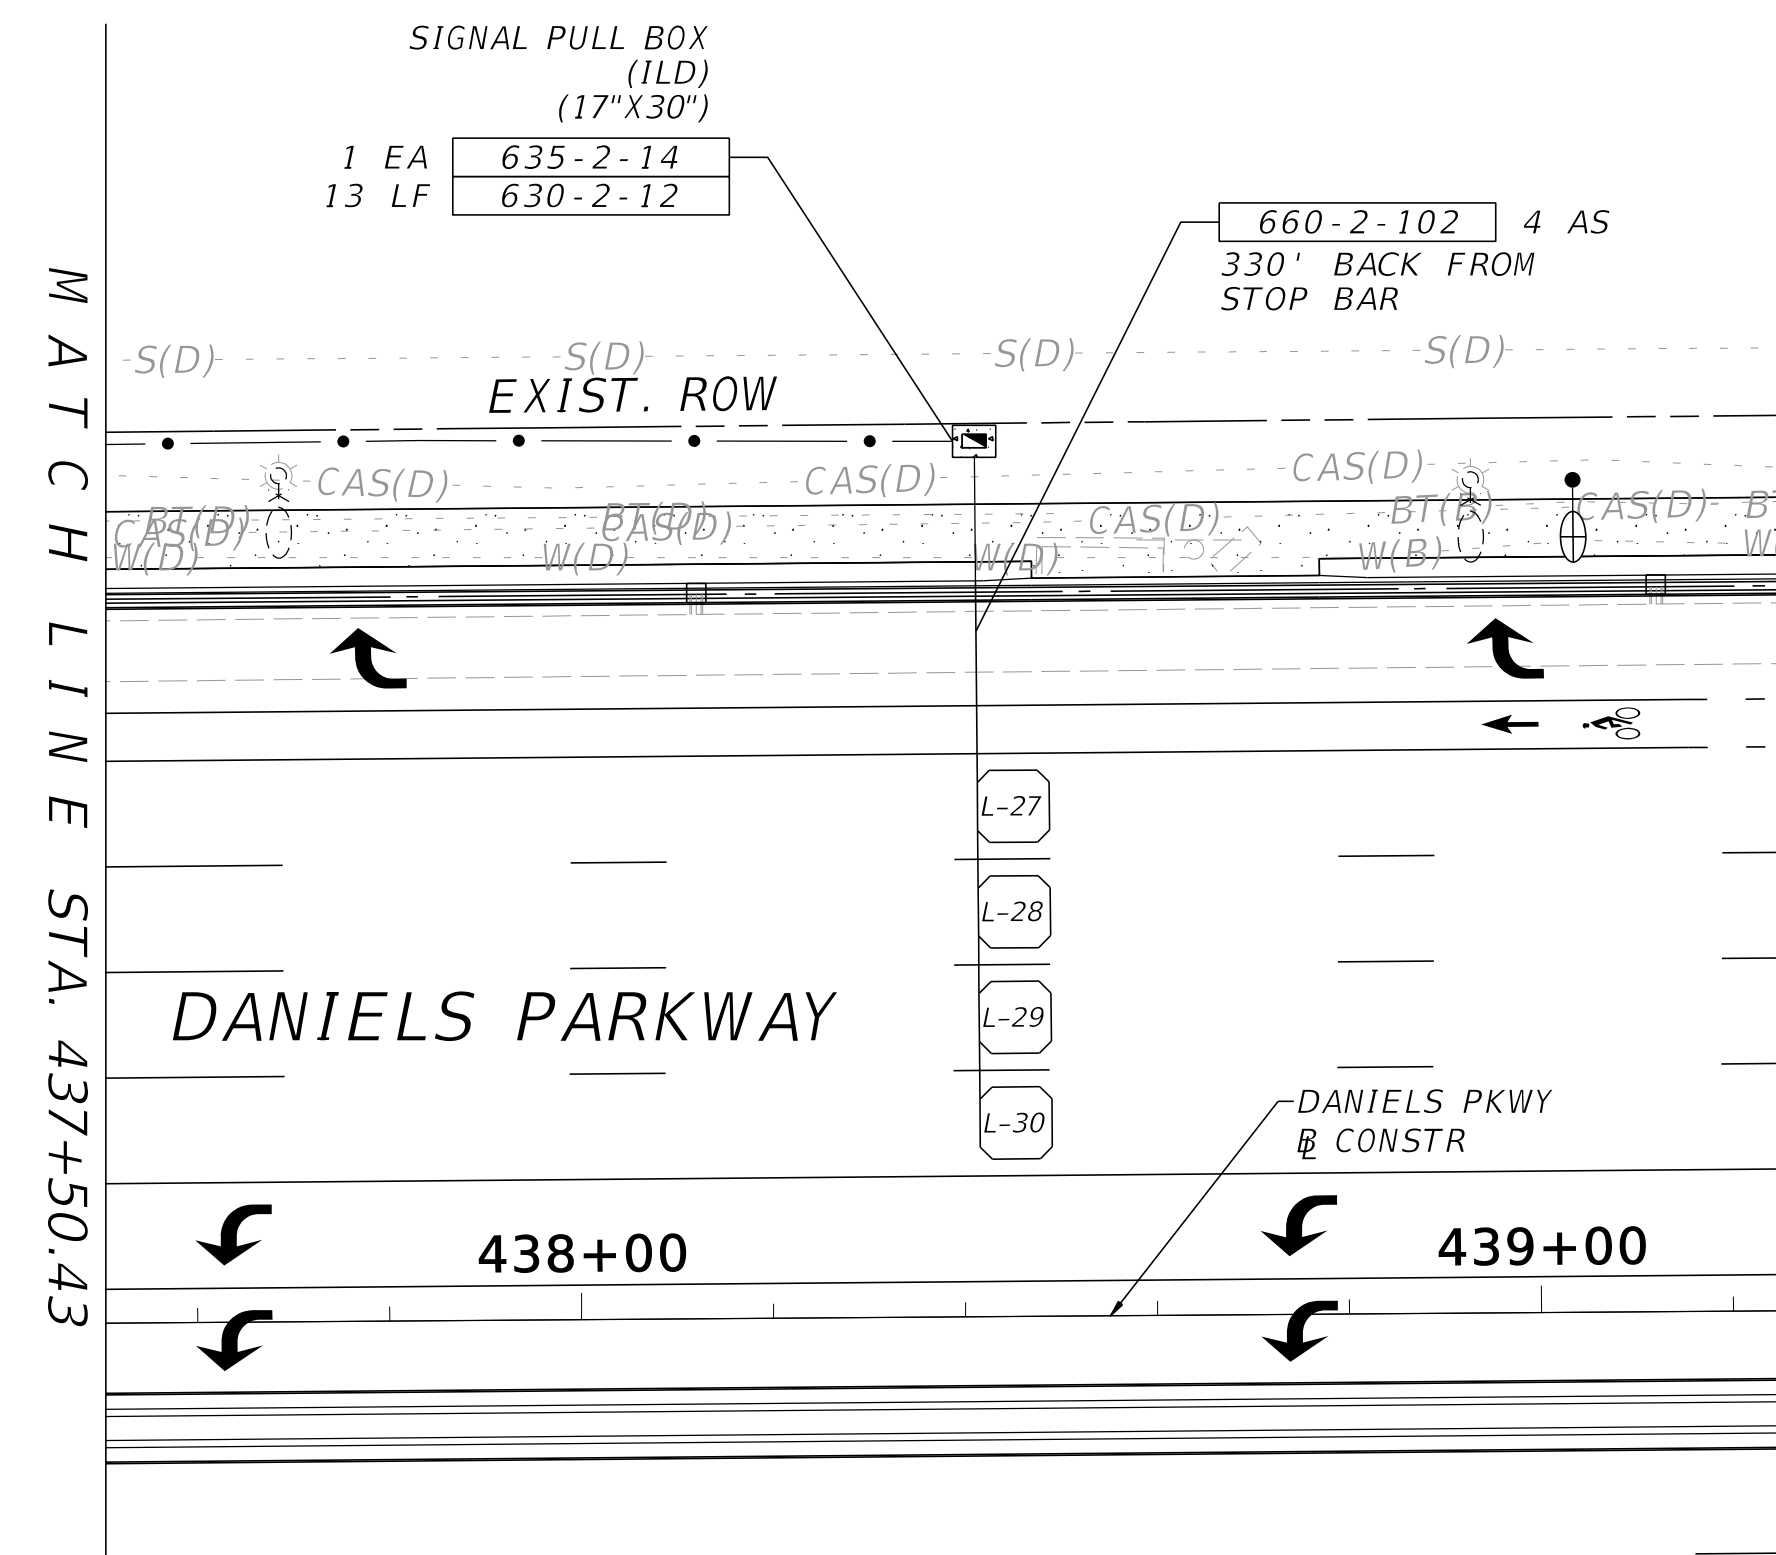 SIGNAL PULL BOX
(ILD)
(17"X30")
1 EA 635-2-14
13 LF 630-2-12
660-2-102 4 AS
330' BACK FROM
STOP BAR
S(D) S(D) S(D) S(D)
EXIST. ROW
CAS(D) CAS(D) CAS(D)
BT(D) BT(D) BT(B) CAS(D) BT
CAS(D) CAS(D) CAS(D)
W(D) W(D) W(D) W(B) W
MATCH LINE STA. 437+50.43
L-27
L-28
L-29
L-30
DANIELS PARKWAY
DANIELS PKWY
BL CONSTR
438+00 439+00